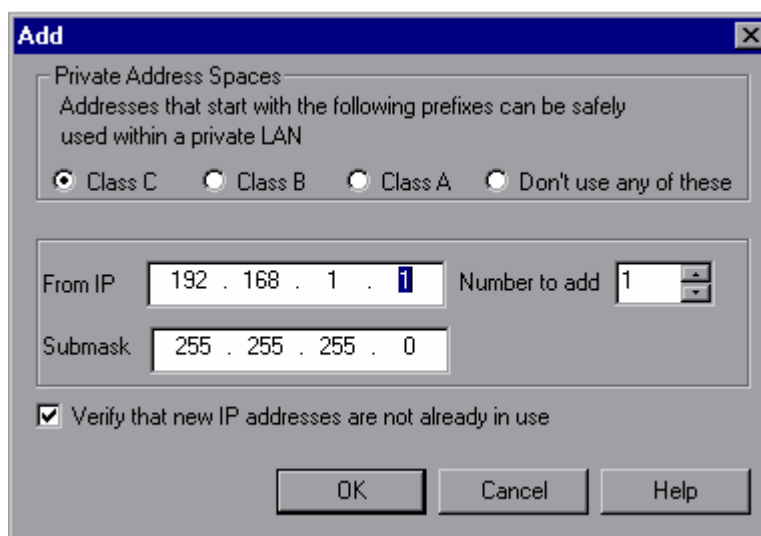 Add
Private Address Spaces
Addresses that start with the following prefixes can be safely
used within a private LAN
Class C Class B Class A Don't use any of these
From IP 192 . 168 . 1 . 1 Number to add 1
Submask 255 . 255 . 255 . 0
Verify that new IP addresses are not already in use
OK Cancel Help